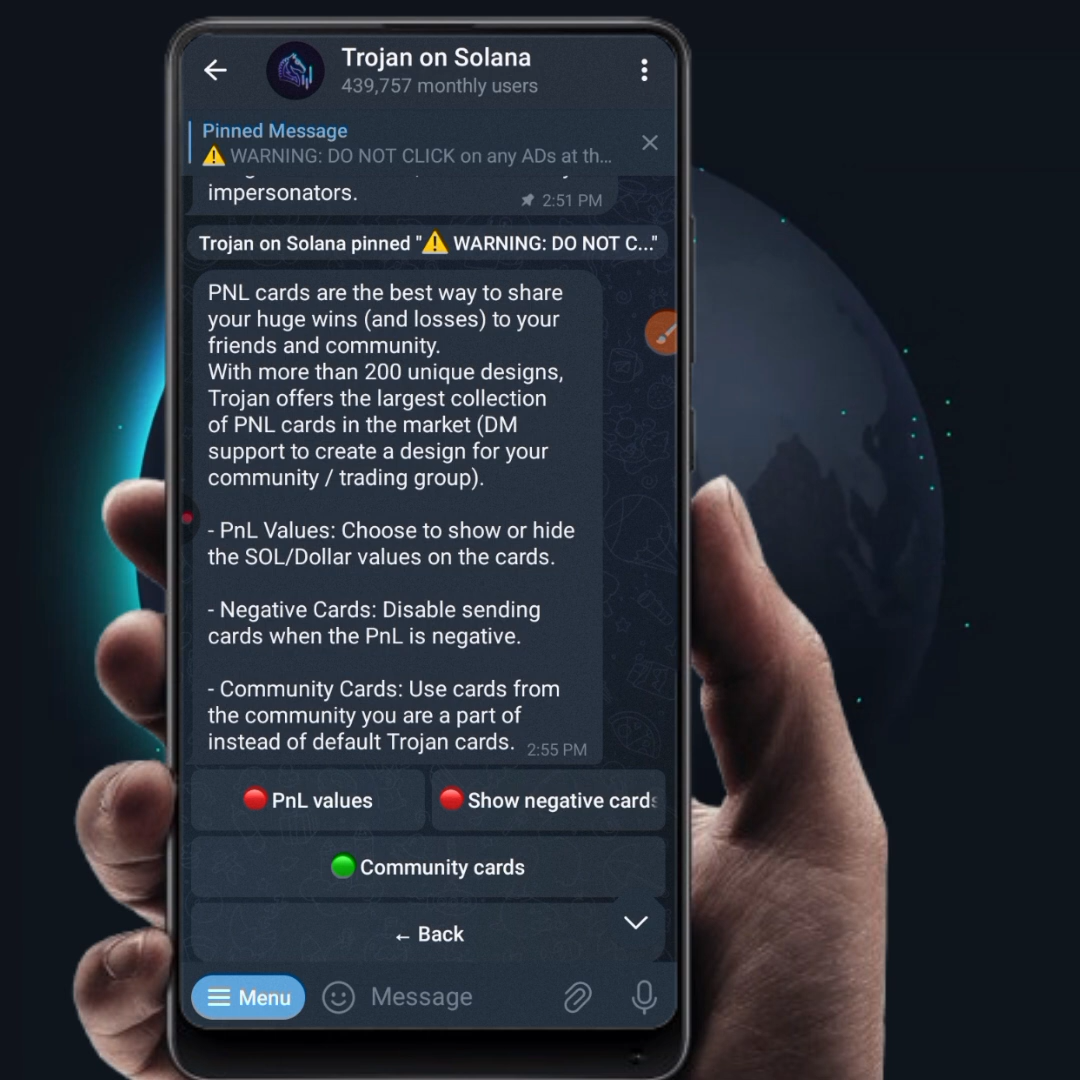 Trojan on Solana
439,757 monthly users
Pinned Message
⚠️ WARNING: DO NOT CLICK on any ADs at th...
impersonators.
2:51 PM
Trojan on Solana pinned "⚠️ WARNING: DO NOT C..."
PNL cards are the best way to share
your huge wins (and losses) to your
friends and community.
With more than 200 unique designs,
Trojan offers the largest collection
of PNL cards in the market (DM
support to create a design for your
community / trading group).
- PnL Values: Choose to show or hide
the SOL/Dollar values on the cards.
- Negative Cards: Disable sending
cards when the PnL is negative.
- Community Cards: Use cards from
the community you are a part of
instead of default Trojan cards. 2:55 PM
🔴 PnL values
🔴 Show negative cards
🟢 Community cards
← Back
Menu
Message